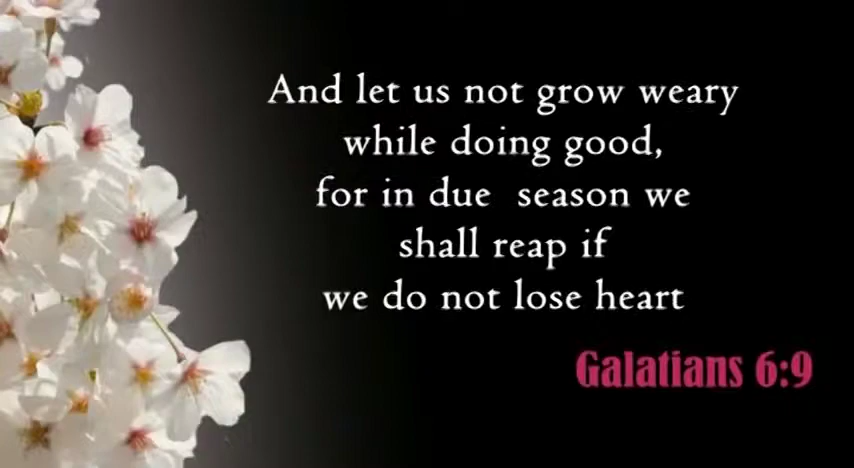 And let us not grow weary
while doing good,
for in due season we
shall reap if
we do not lose heart
Galatians 6:9